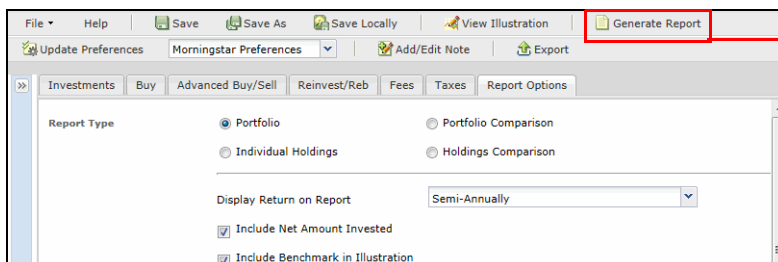 File Help Save Save As Save Locally View Illustration Generate Report
Update Preferences Morningstar Preferences Add/Edit Note Export
Investments Buy Advanced Buy/Sell Reinvest/Reb Fees Taxes Report Options
Report Type Portfolio Portfolio Comparison
Individual Holdings Holdings Comparison
Display Return on Report Semi-Annually
Include Net Amount Invested
Include Benchmark in Illustration